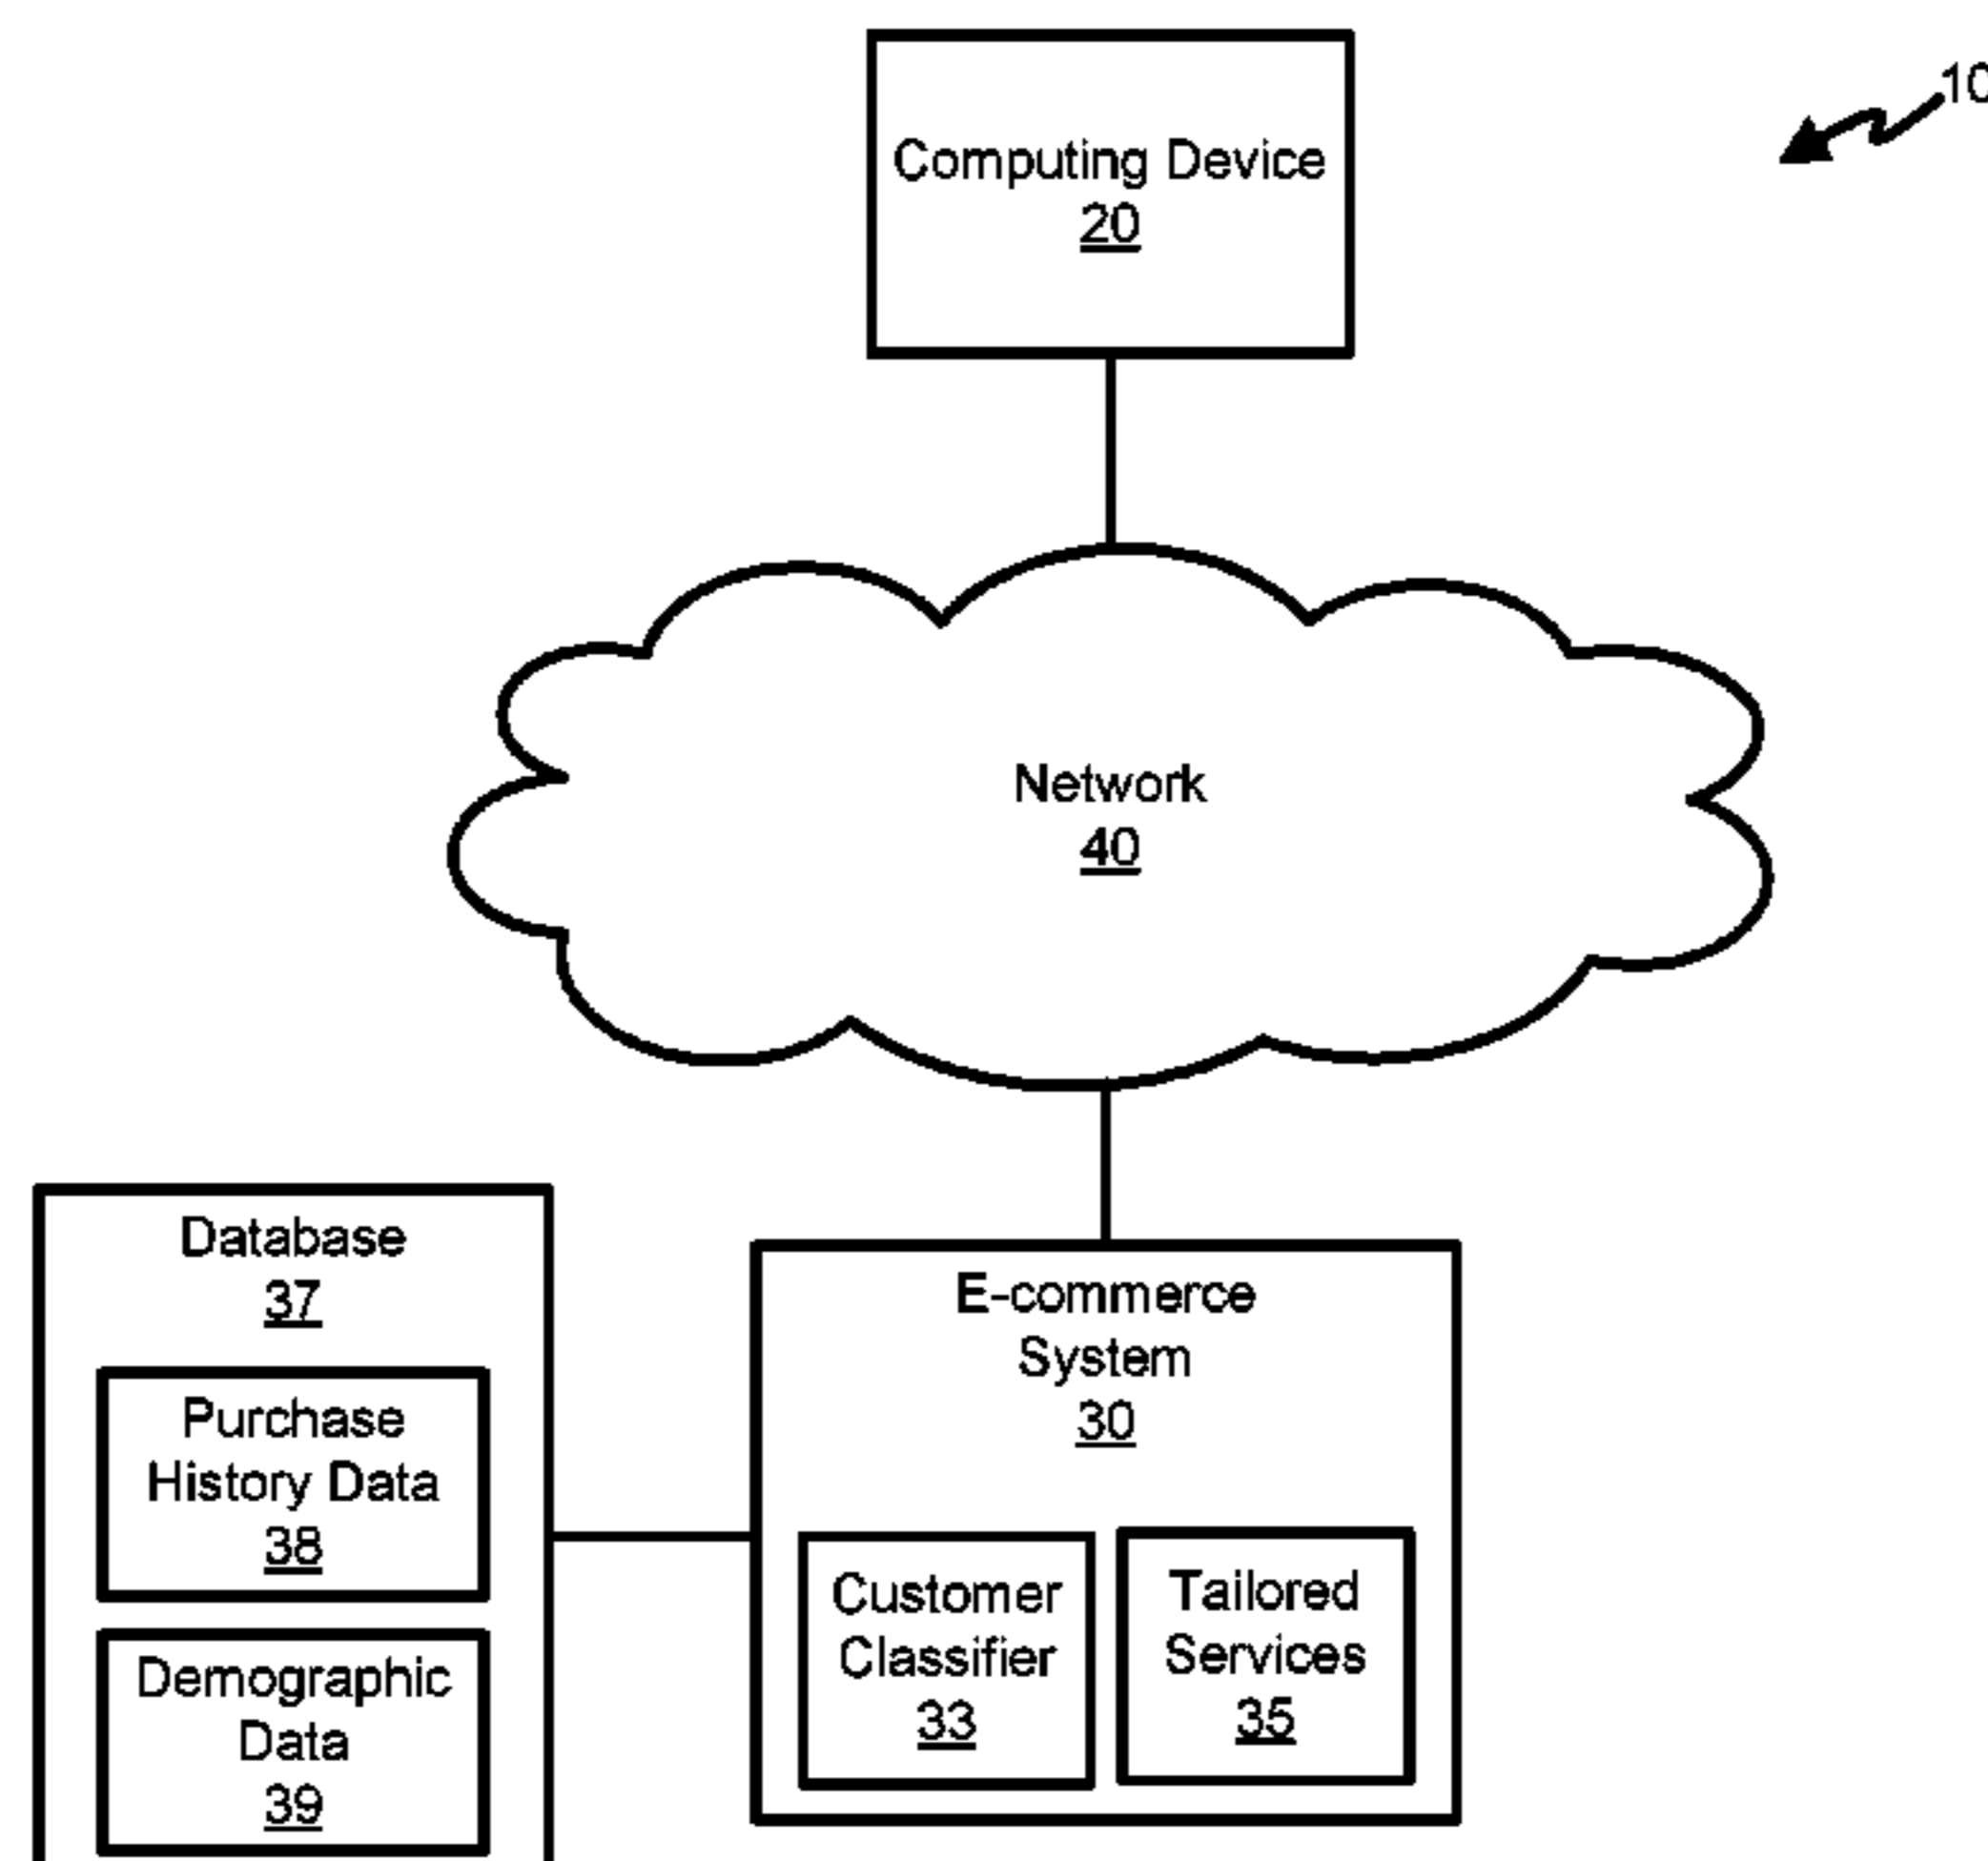 10
Computing Device
20
Network
40
Database
37
Purchase
History Data
38
Demographic
Data
39
E-commerce
System
30
Customer
Classifier
33
Tailored
Services
35